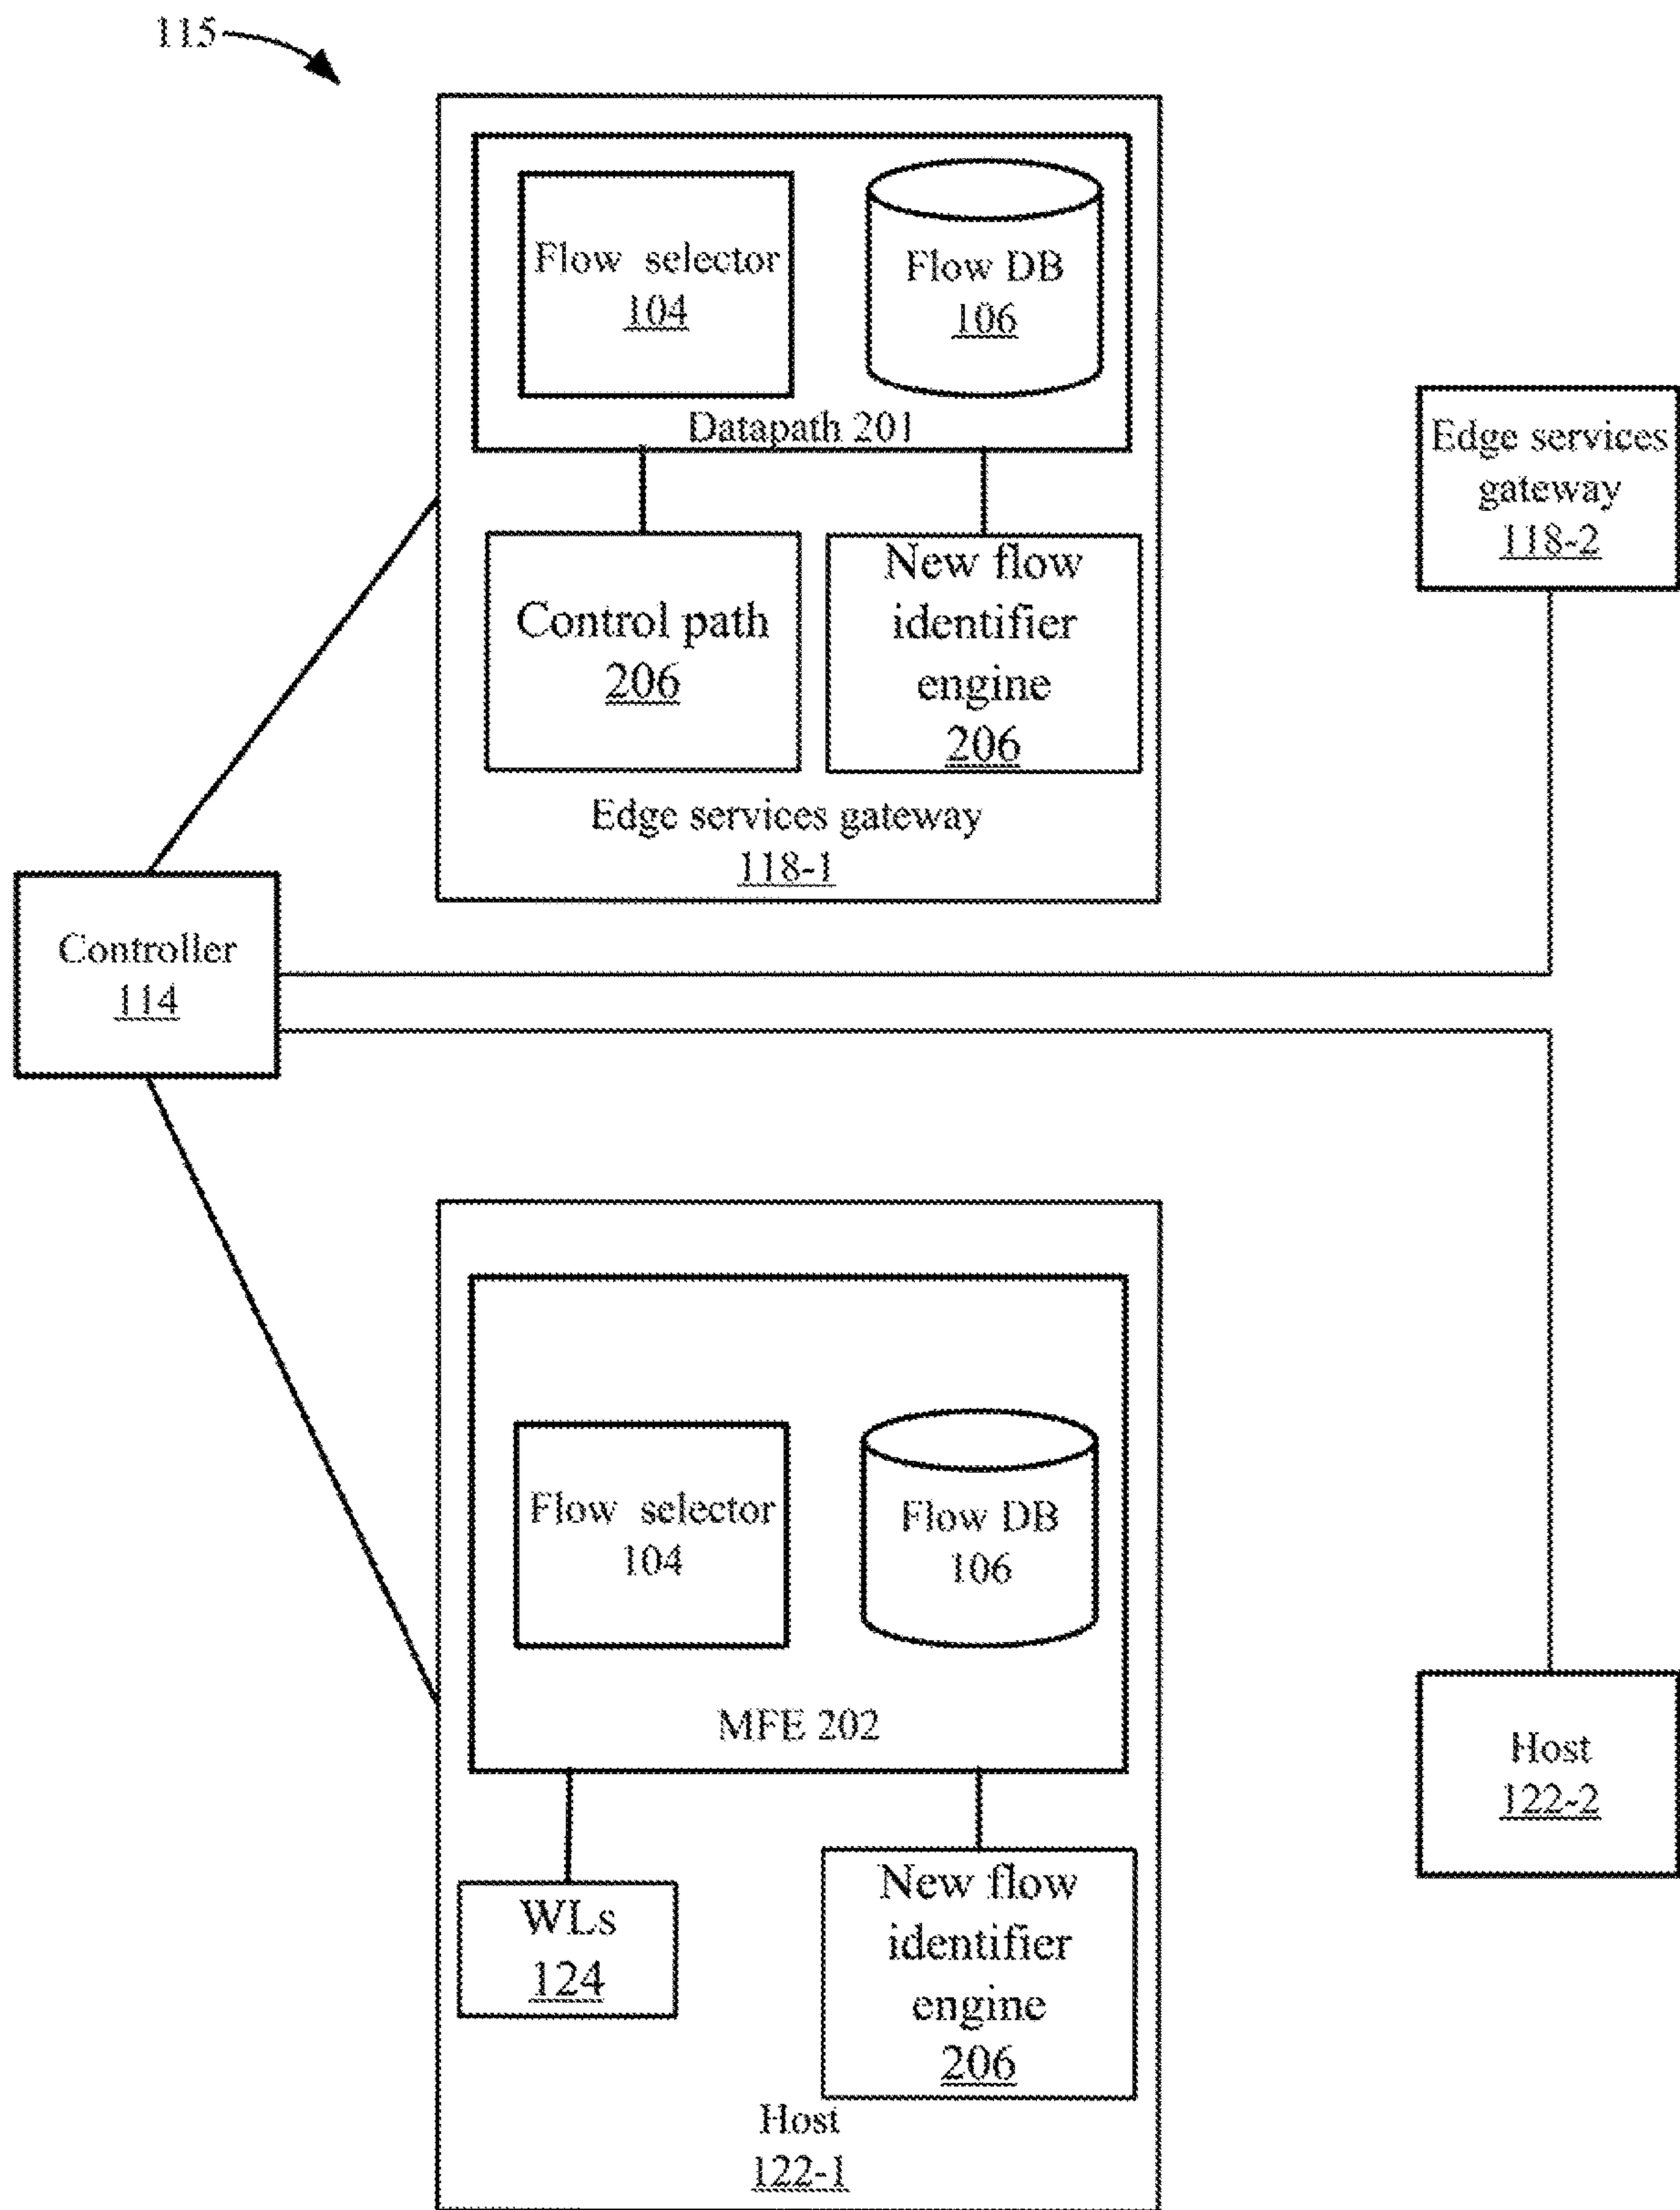 115
Flow selector
104
Flow DB
106
Datapath 201
Control path
206
New flow
identifier
engine
206
Edge services gateway
118-1
Edge services
gateway
118-2
Controller
114
Flow selector
104
Flow DB
106
MFE 202
WLs
124
New flow
identifier
engine
206
Host
122-1
Host
122-2